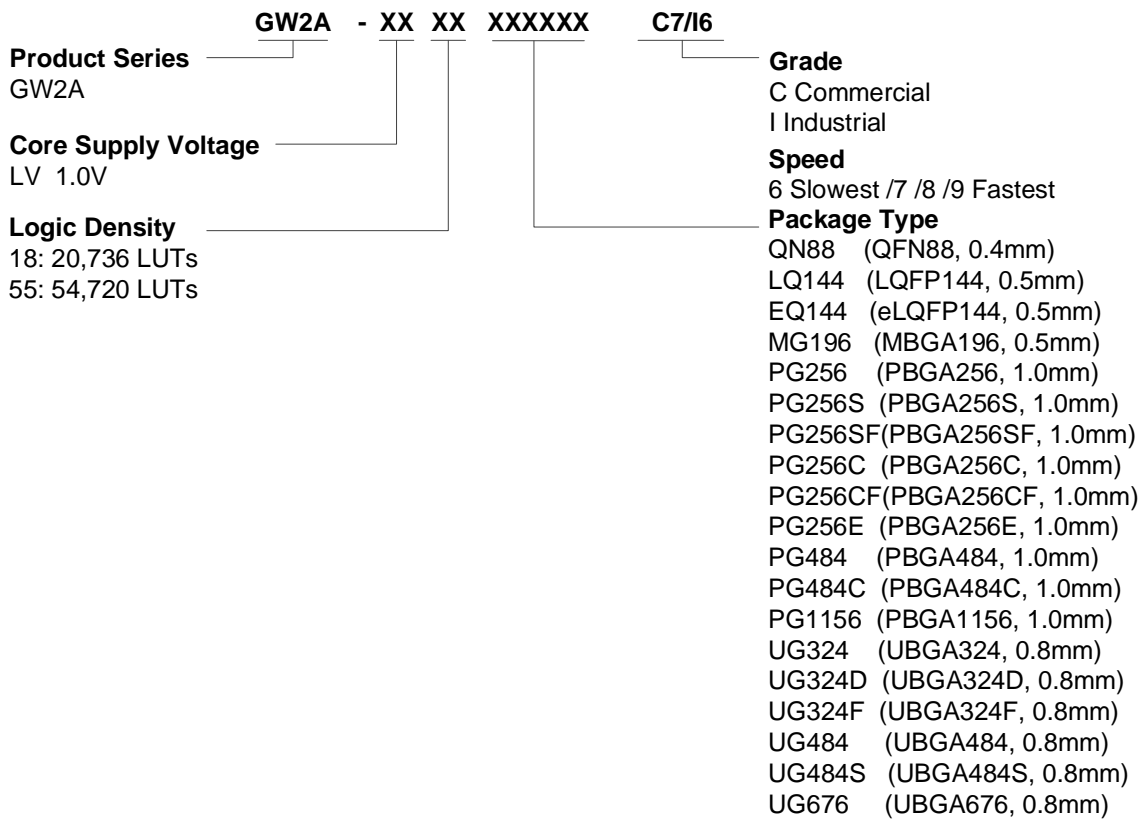 GW2A - XX XX XXXXXX C7/I6
Product Series
GW2A
Core Supply Voltage
LV 1.0V
Logic Density
18: 20,736 LUTs
55: 54,720 LUTs
Grade
C Commercial
I Industrial
Speed
6 Slowest /7 /8 /9 Fastest
Package Type
QN88 (QFN88, 0.4mm)
LQ144 (LQFP144, 0.5mm)
EQ144 (eLQFP144, 0.5mm)
MG196 (MBGA196, 0.5mm)
PG256 (PBGA256, 1.0mm)
PG256S (PBGA256S, 1.0mm)
PG256SF(PBGA256SF, 1.0mm)
PG256C (PBGA256C, 1.0mm)
PG256CF(PBGA256CF, 1.0mm)
PG256E (PBGA256E, 1.0mm)
PG484 (PBGA484, 1.0mm)
PG484C (PBGA484C, 1.0mm)
PG1156 (PBGA1156, 1.0mm)
UG324 (UBGA324, 0.8mm)
UG324D (UBGA324D, 0.8mm)
UG324F (UBGA324F, 0.8mm)
UG484 (UBGA484, 0.8mm)
UG484S (UBGA484S, 0.8mm)
UG676 (UBGA676, 0.8mm)